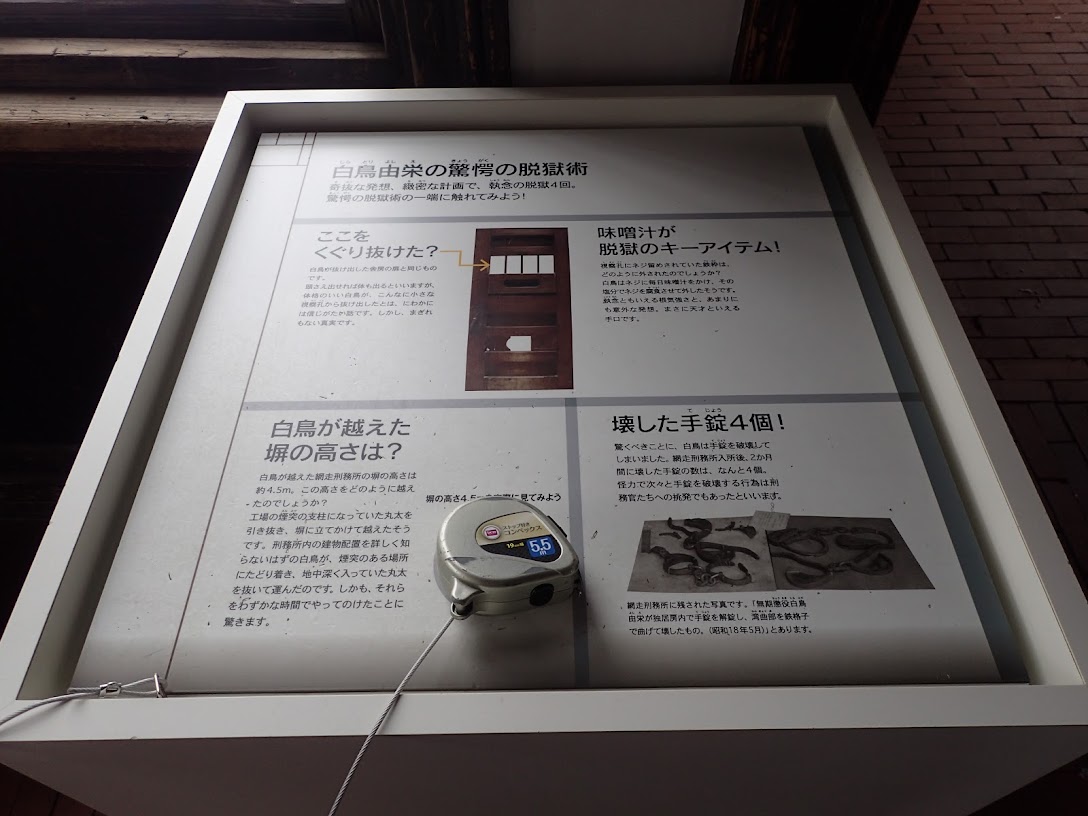 白鳥由栄の驚愕の脱獄術
奇抜な発想、緻密な計画で、執念の脱獄4回。
驚愕の脱獄術の一端に触れてみよう!
ここを
くぐり抜けた?
白鳥が抜け出した舎房の扉と同じもの
です。
頭さえ出せれば体も出るといいますが、
体格のいい白鳥が、こんなに小さな
視察孔から抜け出したとは、にわかに
は信じがたい話です。しかし、まぎれ
もない真実です。
味噌汁が
脱獄のキーアイテム!
視察孔にネジ留めされていた鉄枠は、
どのように外されたのでしょうか?
白鳥はネジに毎日味噌汁をかけ、その
塩分でネジを腐食させて外したそうです。
執念ともいえる根気強さと、あまりに
も意外な発想。まさに天才といえる
手口です。
白鳥が越えた
塀の高さは?
白鳥が越えた網走刑務所の塀の高さは
約4.5m。この高さをどのように越え
たのでしょうか?
工場の煙突の支柱になっていた丸太を
引き抜き、塀に立てかけて越えたそう
です。刑務所内の建物配置を詳しく知
らないはずの白鳥が、煙突のある場所
にたどり着き、地中深く入っていた丸太
を抜いて運んだのです。しかも、それら
をわずかな時間でやってのけたことに
驚きます。
塀の高さ4.5 に見てみよう
ストップ付き
コンベックス
19mm幅
5.5
m
壊した手錠4個!
驚くべきことに、白鳥は手錠を破壊して
しまいました。網走刑務所入所後、2か月
間に壊した手錠の数は、なんと4個。
怪力で次々と手錠を破壊する行為は刑
務官たちへの挑発でもあったといいます。
網走刑務所に残された写真です。「無期懲役白鳥
由栄が独居房内で手錠を解錠し、湾曲部を鉄格子
で曲げて壊したもの。(昭和18年5月)」とあります。